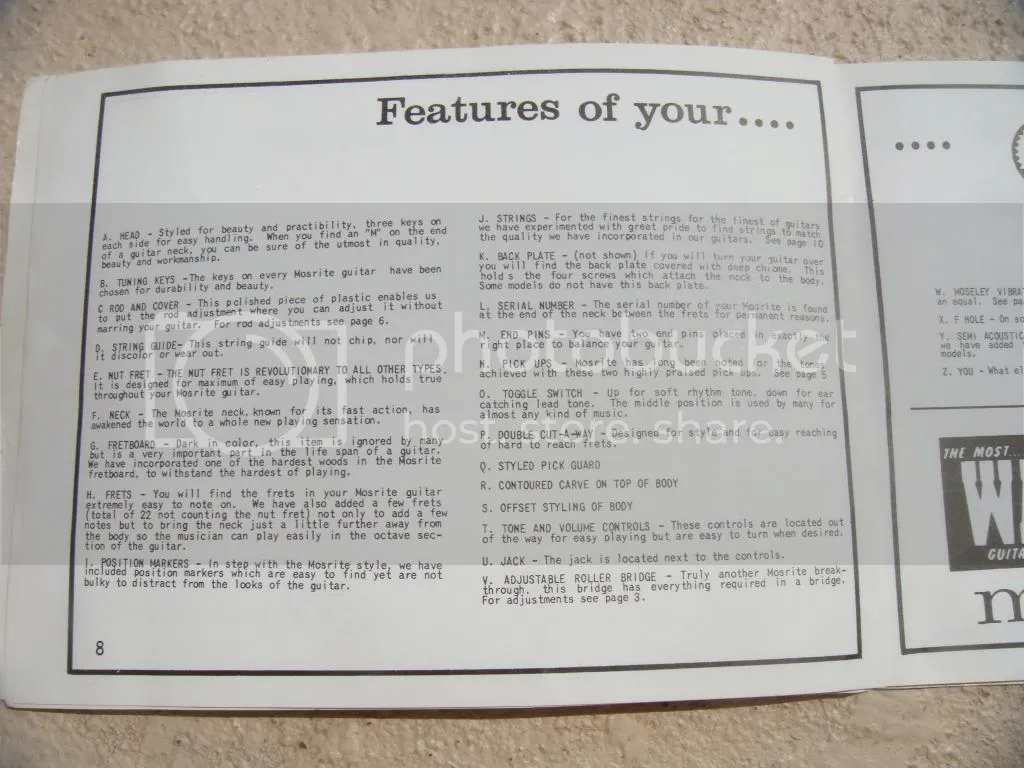 Features of your....
A. HEAD - Styled for beauty and practibility, three keys on
each side for easy handling. When you find an "M" on the end
of a guitar neck, you can be sure of the utmost in quality,
beauty and workmanship.
B. TUNING KEYS -The keys on every Mosrite guitar have been
chosen for durability and beauty.
C ROD AND COVER - This polished piece of plastic enables us
to put the rod adjustment where you can adjust it without
marring your guitar. For rod adjustments see page 6.
D. STRING GUIDE- This string guide will not chip, nor will
it discolor or wear out.
E. NUT FRET - THE NUT FRET IS REVOLUTIONARY TO ALL OTHER TYPES.
It is designed for maximum of easy playing, which holds true
throughout your Mosrite guitar.
F. NECK - The Mosrite neck, known for its fast action, has
awakened the world to a whole new playing sensation.
G. FRETBOARD - Dark in color, this item is ignored by many
but is a very important part in the life span of a guitar.
We have incorporated one of the hardest woods in the Mosrite
fretboard, to withstand the hardest of playing.
H. FRETS - You will find the frets in your Mosrite guitar
extremely easy to note on. We have also added a few frets
(total of 22 not counting the nut fret) not only to add a few
notes but to bring the neck just a little further away from
the body so the musician can play easily in the octave sec-
tion of the guitar.
I. POSITION MARKERS - In step with the Mosrite style, we have
included position markers which are easy to find yet are not
bulky to distract from the looks of the guitar.
8
J. STRINGS - For the finest strings for the finest of guitars
we have experimented with great pride to find strings to match
the quality we have incorporated in our guitars. See page 10
K. BACK PLATE - (not shown) If you will turn your guitar over
you will find the back plate covered with deep chrome. This
hold s the four screws which attach the neck to the body.
Some models do not have this back plate.
L. SERIAL NUMBER - The serial number of your Mosrite is found
at the end of the neck between the frets for permanent reasons.
M. END PINS - You have two end pins placed in exactly the
right place to balance your guitar.
N. PICK UPS - Mosrite has long been noted for the tones
achieved with these two highly praised pick ups. See page 5
O. TOGGLE SWITCH - Up for soft rhythm tone, down for ear
catching lead tone. The middle position is used by many for
almost any kind of music.
P. DOUBLE CUT-A-WAY - designed for style and for easy reaching
of hard to reach frets.
Q. STYLED PICK GUARD
R. CONTOURED CARVE ON TOP OF BODY
S. OFFSET STYLING OF BODY
T. TONE AND VOLUME CONTROLS - These controls are located out
of the way for easy playing but are easy to turn when desired.
U. JACK - The jack is located next to the controls.
V. ADJUSTABLE ROLLER BRIDGE - Truly another Mosrite break-
through, this bridge has everything required in a bridge.
For adjustments see page 3.
....
W. MOSELEY VIBRA
an equal. See pa
X. F HOLE - On so
Y. SEMI ACOUSTIC
we have added
models.
Z. YOU - What el
THE MOST...
W
GUITA
m
photobucket
host. store. share.